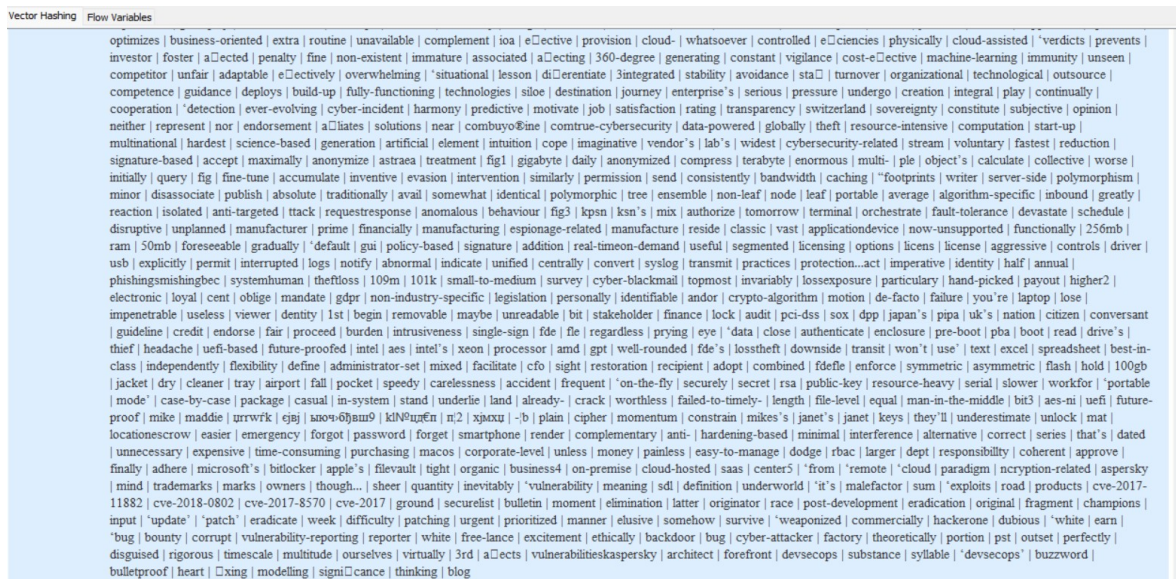 Vector Hashing Flow Variables
optimizes | business-oriented | extra | routine | unavailable | complement | ioa | e□ective | provision | cloud- | whatsoever | controlled | e□ciencies | physically | cloud-assisted | ‘verdicts | prevents |
investor | foster | a□ected | penalty | fine | non-existent | immature | associated | a□ecting | 360-degree | generating | constant | vigilance | cost-e□ective | machine-learning | immunity | unseen |
competitor | unfair | adaptable | e□ectively | overwhelming | ‘situational | lesson | di□erentiate | 3integrated | stability | avoidance | sta□ | turnover | organizational | technological | outsource |
competence | guidance | deploys | build-up | fully-functioning | technologies | siloe | destination | journey | enterprise’s | serious | pressure | undergo | creation | integral | play | continually |
cooperation | ‘detection | ever-evolving | cyber-incident | harmony | predictive | motivate | job | satisfaction | rating | transparency | switzerland | sovereignty | constitute | subjective | opinion |
neither | represent | nor | endorsement | a□liates | solutions | near | combuyo®ine | comtrue-cybersecurity | data-powered | globally | theft | resource-intensive | computation | start-up |
multinational | hardest | science-based | generation | artificial | element | intuition | cope | imaginative | vendor’s | lab’s | widest | cybersecurity-related | stream | voluntary | fastest | reduction |
signature-based | accept | maximally | anonymize | astraea | treatment | fig1 | gigabyte | daily | anonymized | compress | terabyte | enormous | multi- | ple | object’s | calculate | collective | worse |
initially | query | fig | fine-tune | accumulate | inventive | evasion | intervention | similarly | permission | send | consistently | bandwidth | caching | “footprints | writer | server-side | polymorphism |
minor | disassociate | publish | absolute | traditionally | avail | somewhat | identical | polymorphic | tree | ensemble | non-leaf | node | leaf | portable | average | algorithm-specific | inbound | greatly |
reaction | isolated | anti-targeted | ttack | requestresponse | anomalous | behaviour | fig3 | kpsn | ksn’s | mix | authorize | tomorrow | terminal | orchestrate | fault-tolerance | devastate | schedule |
disruptive | unplanned | manufacturer | prime | financially | manufacturing | espionage-related | manufacture | reside | classic | vast | applicationdevice | now-unsupported | functionally | 256mb |
ram | 50mb | foreseeable | gradually | ‘default | gui | policy-based | signature | addition | real-timeon-demand | useful | segmented | licensing | options | licens | license | aggressive | controls | driver |
usb | explicitly | permit | interrupted | logs | notify | abnormal | indicate | unified | centrally | convert | syslog | transmit | practices | protection...act | imperative | identity | half | annual |
phishingsmishingbec | systemhuman | theftloss | 109m | 101k | small-to-medium | survey | cyber-blackmail | topmost | invariably | lossexposure | particulary | hand-picked | payout | higher2 |
electronic | loyal | cent | oblige | mandate | gdpr | non-industry-specific | legislation | personally | identifiable | andor | crypto-algorithm | motion | de-facto | failure | you’re | laptop | lose |
impenetrable | useless | viewer | dentity | 1st | begin | removable | maybe | unreadable | bit | stakeholder | finance | lock | audit | pci-dss | sox | dpp | japan’s | pipa | uk’s | nation | citizen | conversant
| guideline | credit | endorse | fair | proceed | burden | intrusiveness | single-sign | fde | fle | regardless | prying | eye | ‘data | close | authenticate | enclosure | pre-boot | pba | boot | read | drive’s |
thief | headache | uefi-based | future-proofed | intel | aes | intel’s | xeon | processor | amd | gpt | well-rounded | fde’s | losstheft | downside | transit | won’t | use’ | text | excel | spreadsheet | best-in-
class | independently | flexibility | define | administrator-set | mixed | facilitate | cfo | sight | restoration | recipient | adopt | combined | fdefle | enforce | symmetric | asymmetric | flash | hold | 100gb
| jacket | dry | cleaner | tray | airport | fall | pocket | speedy | carelessness | accident | frequent | ‘on-the-fly | securely | secret | rsa | public-key | resource-heavy | serial | slower | workfor | ‘portable
| mode’ | case-by-case | package | casual | in-system | stand | underlie | land | already- | crack | worthless | failed-to-timely- | length | file-level | equal | man-in-the-middle | bit3 | aes-ni | uefi | future-
proof | mike | maddie | | plain | cipher | momentum | constrain | mikes’s | janet’s | janet | keys | they’ll | underestimate | unlock | mat |
locationescrow | easier | emergency | forgot | password | forget | smartphone | render | complementary | anti- | hardening-based | minimal | interference | alternative | correct | series | that’s | dated
| unnecessary | expensive | time-consuming | purchasing | macos | corporate-level | unless | money | painless | easy-to-manage | dodge | rbac | larger | dept | responsibillty | coherent | approve |
finally | adhere | microsoft’s | bitlocker | apple’s | filevault | tight | organic | business4 | on-premise | cloud-hosted | saas | center5 | ‘from | ‘remote | ‘cloud | paradigm | ncryption-related | aspersky
| mind | trademarks | marks | owners | though... | sheer | quantity | inevitably | ‘vulnerability | meaning | sdl | definition | underworld | ‘it’s | malefactor | sum | ‘exploits | road | products | cve-2017-
11882 | cve-2018-0802 | cve-2017-8570 | cve-2017 | ground | securelist | bulletin | moment | elimination | latter | originator | race | post-development | eradication | original | fragment | champions |
input | ‘update’ | ‘patch’ | eradicate | week | difficulty | patching | urgent | prioritized | manner | elusive | somehow | survive | ‘weaponized | commercially | hackerone | dubious | ‘white | earn |
‘bug | bounty | corrupt | vulnerability-reporting | reporter | white | free-lance | excitement | ethically | backdoor | bug | cyber-attacker | factory | theoretically | portion | pst | outset | perfectly |
disguised | rigorous | timescale | multitude | ourselves | virtually | 3rd | a□ects | vulnerabilitieskaspersky | architect | forefront | devsecops | substance | syllable | ‘devsecops’ | buzzword |
bulletproof | heart | □xing | modelling | signi□cance | thinking | blog